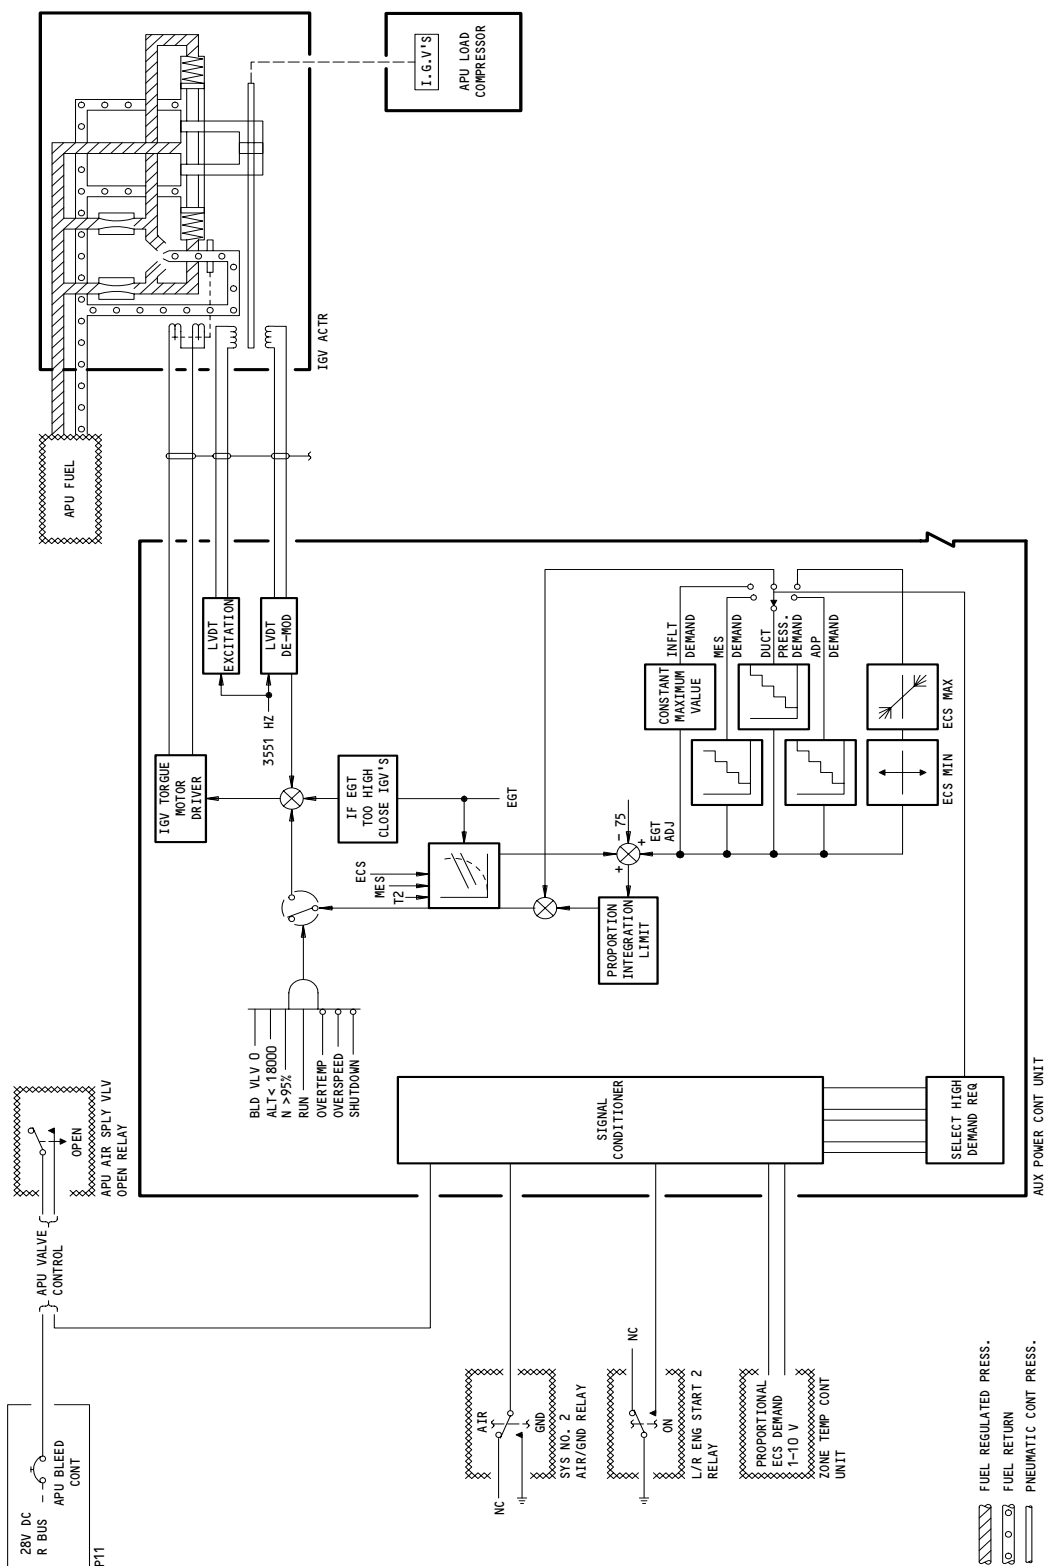 28V DC
R BUS
APU BLEED
CONT
P11
APU VALVE
CONTROL
OPEN
APU AIR SPLY VLV
OPEN RELAY
NC
AIR
GND
SYS NO. 2
AIR/GND RELAY
NC
ON
L/R ENG START 2
RELAY
PROPORTIONAL
ECS DEMAND
1-10 V
ZONE TEMP CONT
UNIT
FUEL REGULATED PRESS.
FUEL RETURN
PNEUMATIC CONT PRESS.
SIGNAL
CONDITIONER
SELECT HIGH
DEMAND REQ
AUX POWER CONT UNIT
BLD VLV O
ALT < 18000
N >95%
RUN
OVERTEMP
OVERSPEED
SHUTDOWN
ECS
MES
T2
EGT
IF EGT
TOO HIGH
CLOSE IGV'S
IGV TORGUE
MOTOR
DRIVER
3551 HZ
LVDT
EXCITATION
LVDT
DE-MOD
PROPORTION
INTEGRATION
LIMIT
+
- 75
+
EGT
ADJ
CONSTANT
MAXIMUM
VALUE
INFLT
DEMAND
MES
DEMAND
DUCT
PRESS.
DEMAND
ADP
DEMAND
ECS MIN
ECS MAX
APU FUEL
IGV ACTR
I.G.V'S
APU LOAD
COMPRESSOR